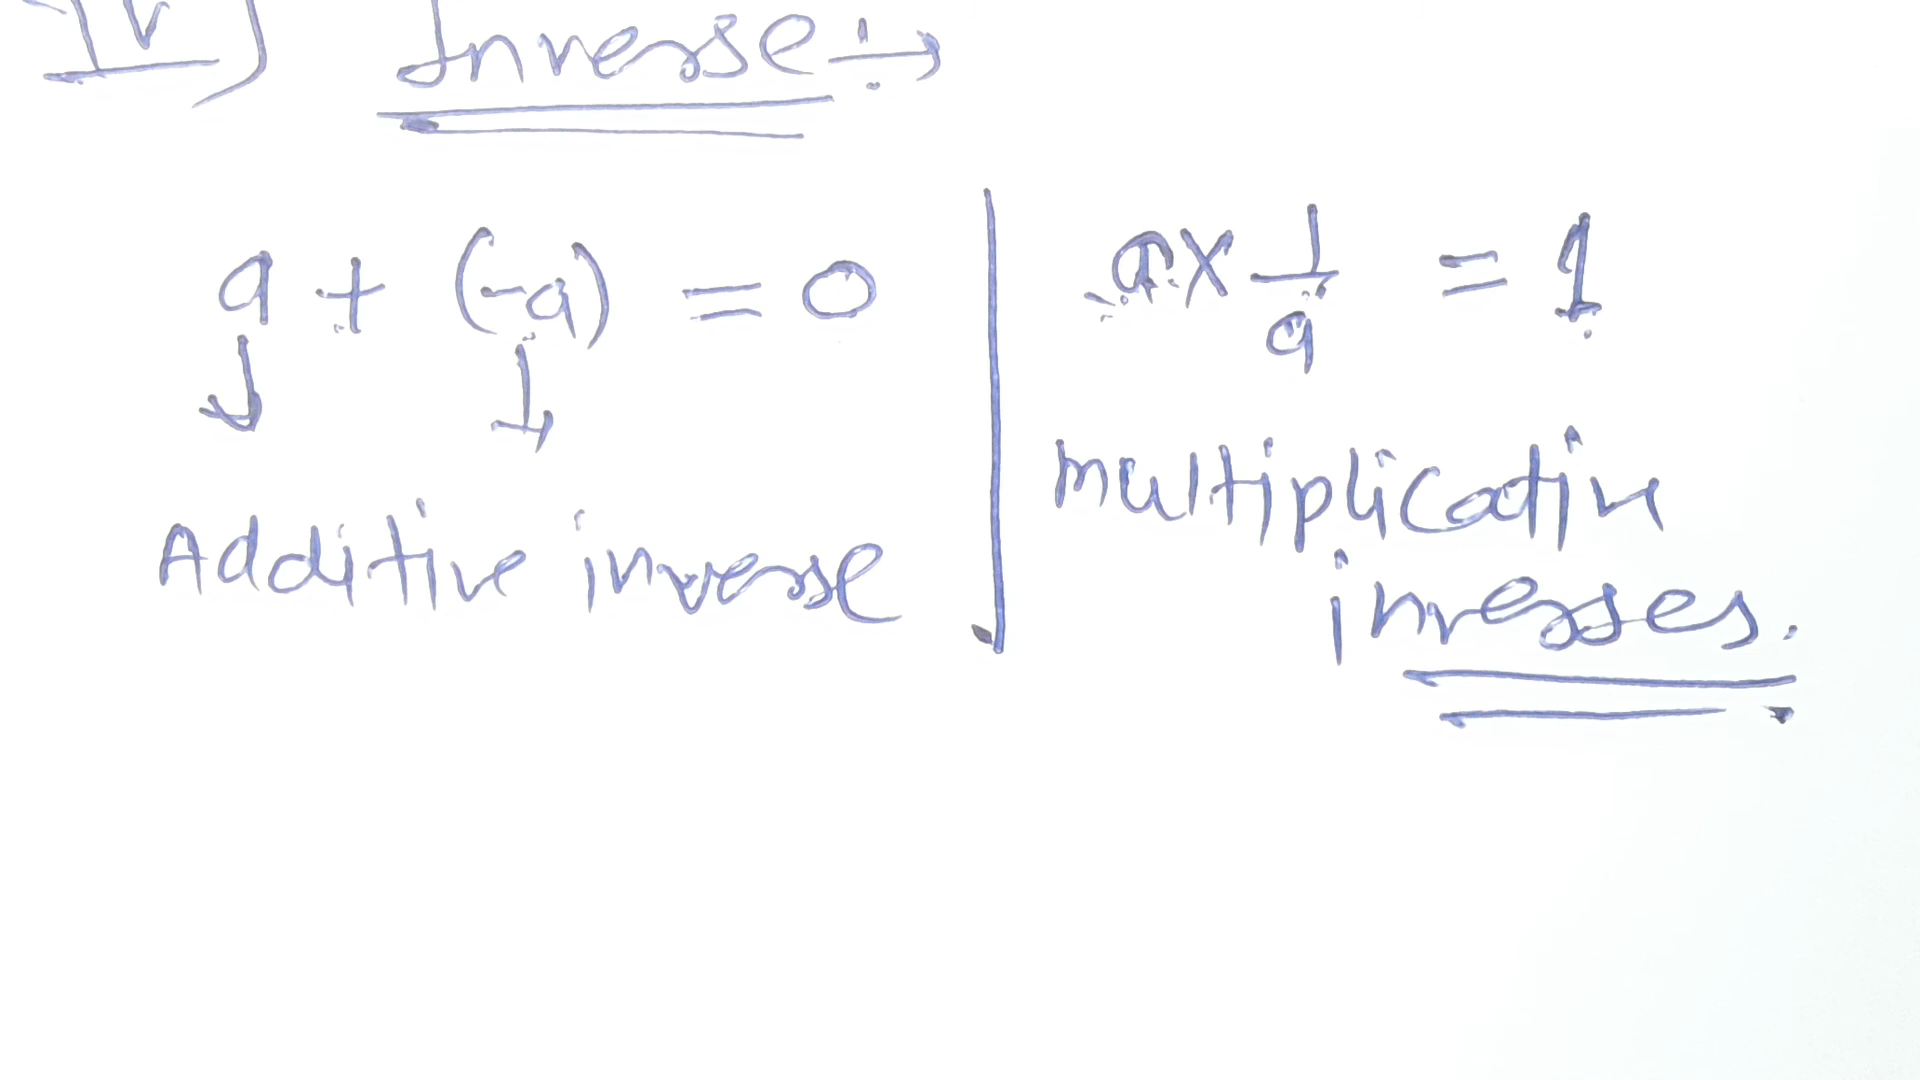 IV) Inverse :→
a + (-a) = 0
Additive inverse
a × 1/a = 1
multiplicative
inverses.